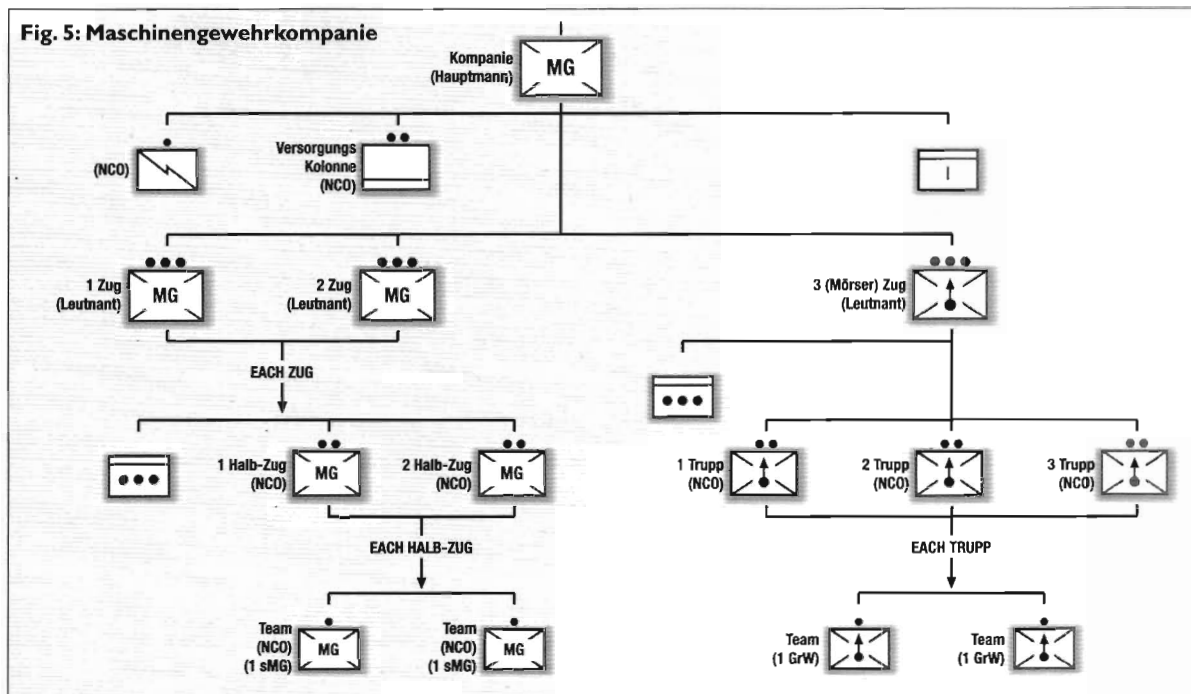 Fig. 5: Maschinengewehrkompanie
Kompanie
(Hauptmann)
MG
(NCO)
Versorgungs
Kolonne
(NCO)
1 Zug
(Leutnant)
MG
2 Zug
(Leutnant)
MG
3 (Mörser) Zug
(Leutnant)
EACH ZUG
1 Halb-Zug
(NCO)
MG
2 Halb-Zug
(NCO)
MG
1 Trupp
(NCO)
2 Trupp
(NCO)
3 Trupp
(NCO)
EACH HALB-ZUG
EACH TRUPP
Team
(NCO)
(1 sMG)
MG
Team
(NCO)
(1 sMG)
MG
Team
(1 GrW)
Team
(1 GrW)